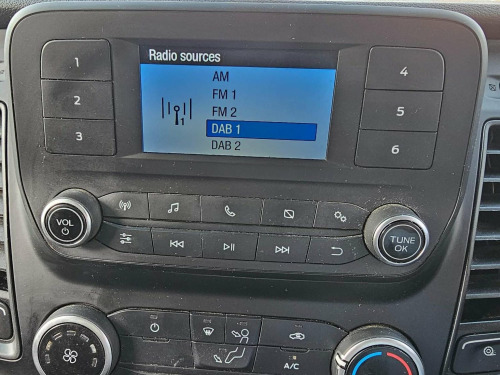 Radio sources
AM
FM 1
FM 2
DAB 1
DAB 2
1
1
2
3
4
5
6
VOL
TUNE
OK
A/C